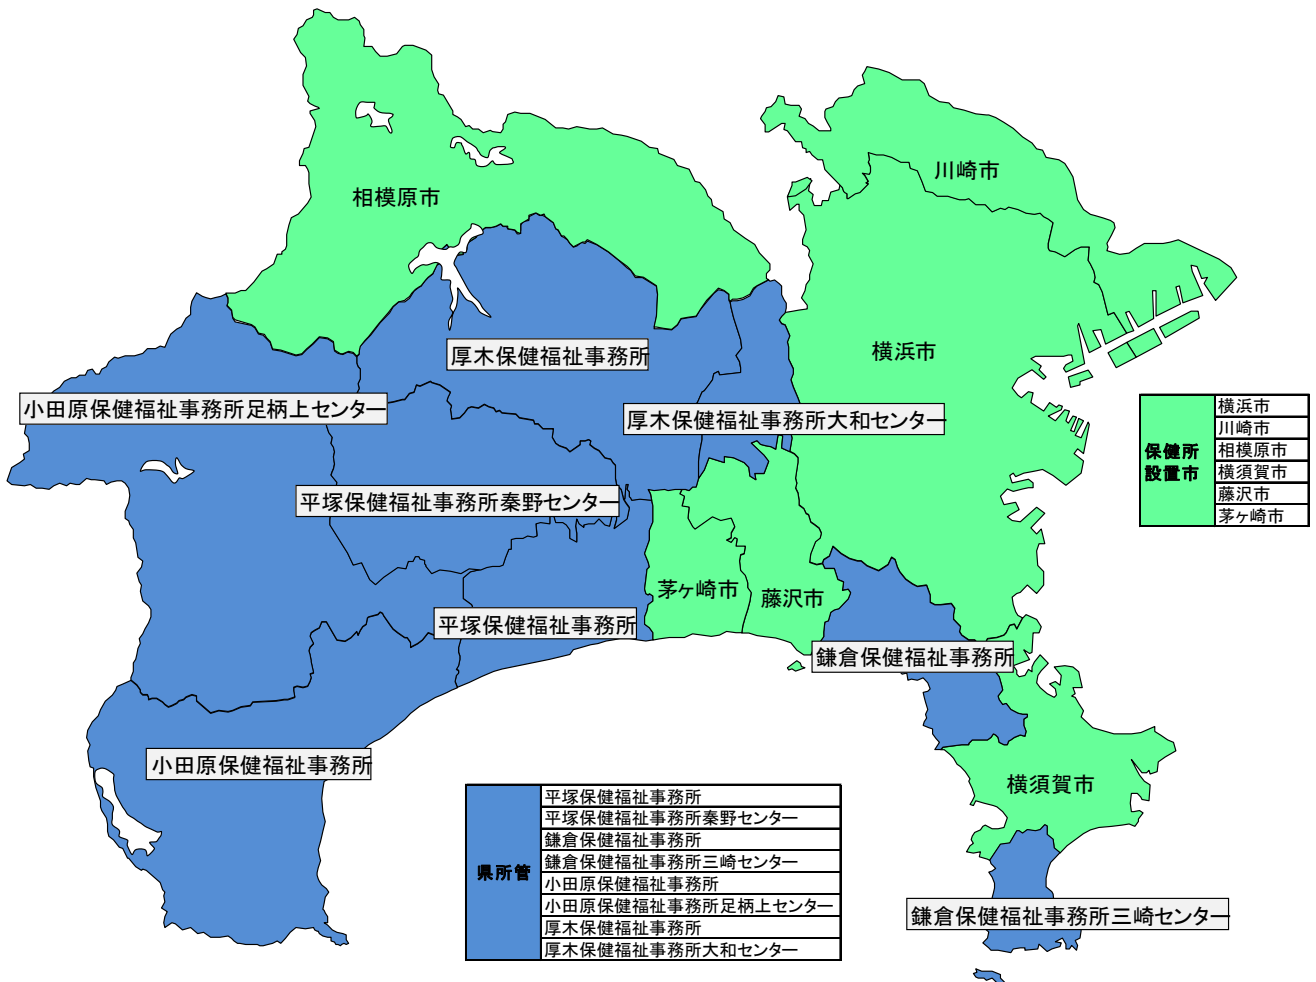 川崎市
相模原市
横浜市
厚木保健福祉事務所
小田原保健福祉事務所足柄上センター
厚木保健福祉事務所大和センター
平塚保健福祉事務所秦野センター
茅ヶ崎市
藤沢市
平塚保健福祉事務所
鎌倉保健福祉事務所
小田原保健福祉事務所
横須賀市
鎌倉保健福祉事務所三崎センター
保健所
設置市
横浜市
川崎市
相模原市
横須賀市
藤沢市
茅ヶ崎市
県所管
平塚保健福祉事務所
平塚保健福祉事務所秦野センター
鎌倉保健福祉事務所
鎌倉保健福祉事務所三崎センター
小田原保健福祉事務所
小田原保健福祉事務所足柄上センター
厚木保健福祉事務所
厚木保健福祉事務所大和センター